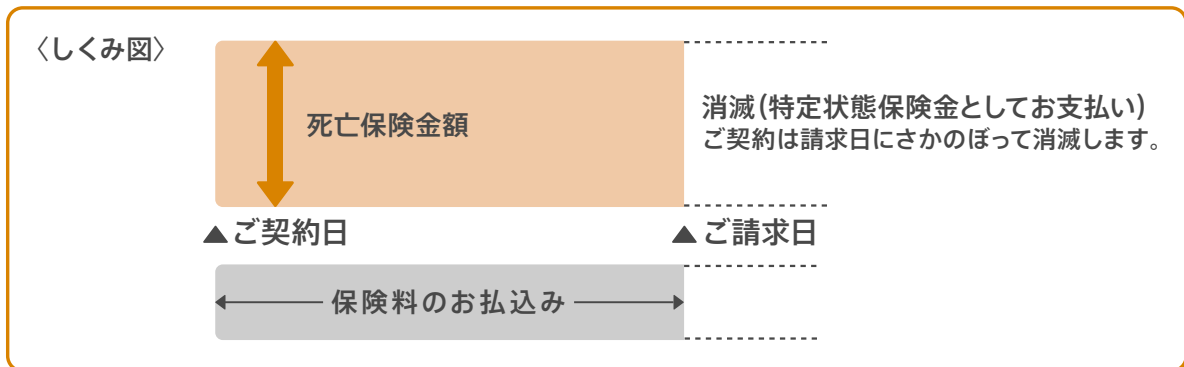 〈しくみ図〉
死亡保険金額
消滅(特定状態保険金としてお支払い)
ご契約は請求日にさかのぼって消滅します。
▲ご契約日
▲ご請求日
保険料のお払込み